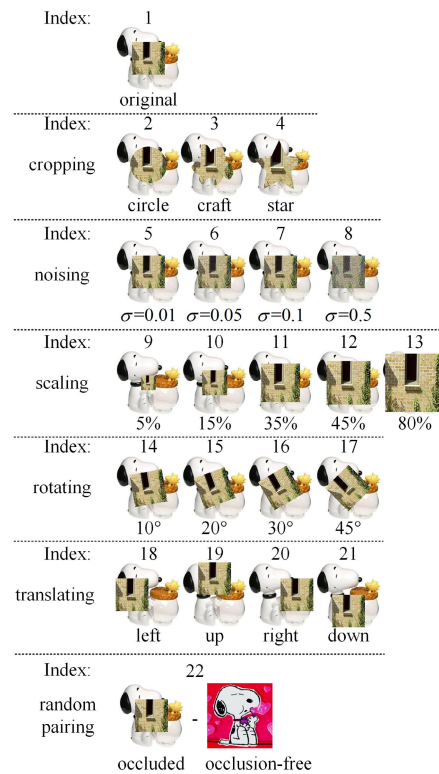 Index: 1
original
Index: 2 3 4
cropping
circle craft star
Index: 5 6 7 8
noising
σ=0.01 σ=0.05 σ=0.1 σ=0.5
Index: 9 10 11 12 13
scaling
5% 15% 35% 45% 80%
Index: 14 15 16 17
rotating
10° 20° 30° 45°
Index: 18 19 20 21
translating
left up right down
Index: 22
random
pairing
-
occluded occlusion-free